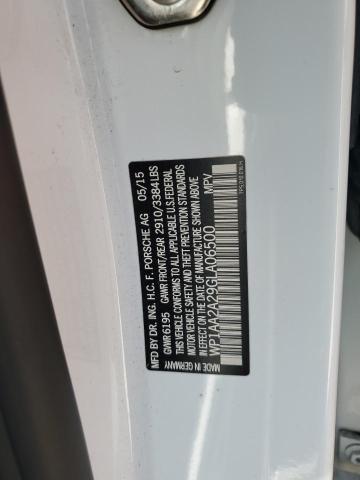 MFD BY DR. ING. H.C. F. PORSCHE AG 05/15
GVWR 6195 GAWR FRONT/REAR 2910/3384 LBS
THIS VEHICLE CONFORMS TO ALL APPLICABLE U.S. FEDERAL
MOTOR VEHICLE SAFETY AND THEFT PREVENTION STANDARDS
IN EFFECT ON THE DATE OF MANUFACTURE SHOWN ABOVE.
MADE IN GERMANY
WP1AA2A29GLA06500 MPV